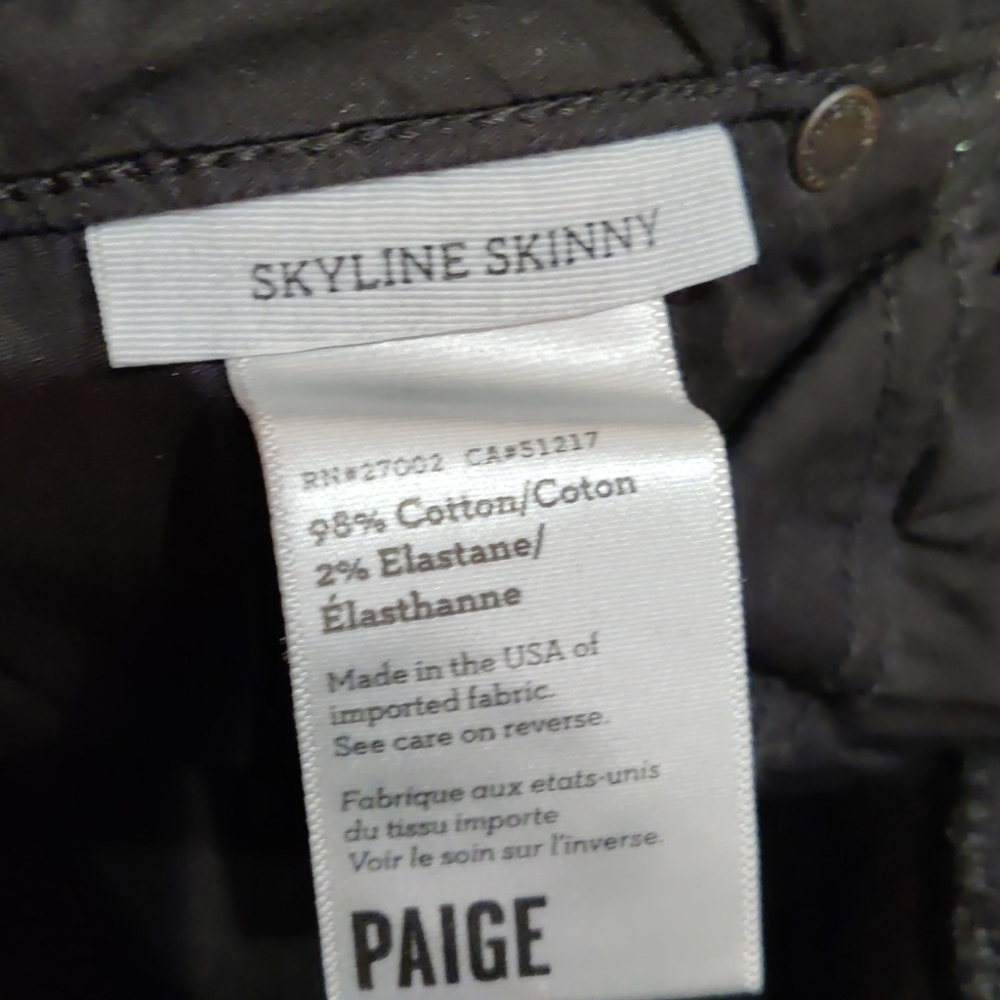 SKYLINE SKINNY
RN#27002 CA#51217
98% Cotton/Coton
2% Elastane/
Élasthanne
Made in the USA of
imported fabric.
See care on reverse.
Fabrique aux etats-unis
du tissu importe
Voir le soin sur l'inverse.
PAIGE